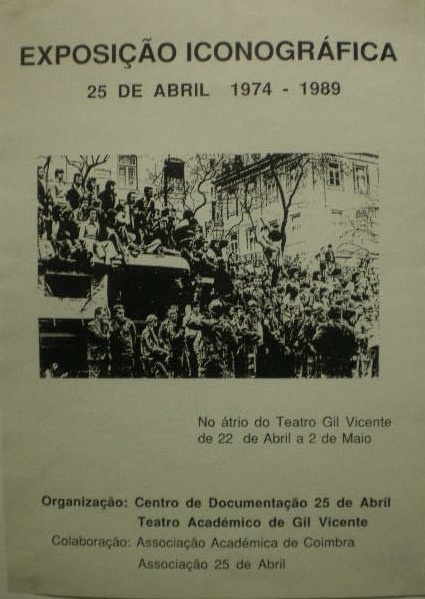 EXPOSIÇÃO ICONOGRÁFICA
25 DE ABRIL 1974 - 1989
No átrio do Teatro Gil Vicente
de 22 de Abril a 2 de Maio
Organização: Centro de Documentação 25 de Abril
Teatro Académico de Gil Vicente
Colaboração: Associação Académica de Coimbra
Associação 25 de Abril